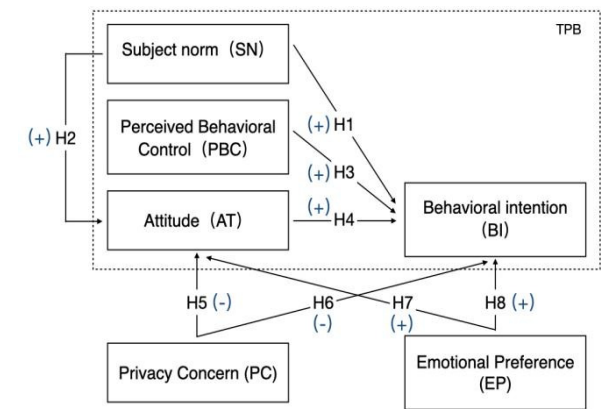 TPB
Subject norm（SN）
(+) H2
(+) H1
Perceived Behavioral
Control (PBC)
(+) H3
(+)
H4
Attitude（AT）
Behavioral intention
(BI)
H5 (-)
H6
(-)
H7
(+)
H8 (+)
Privacy Concern (PC)
Emotional Preference
(EP)